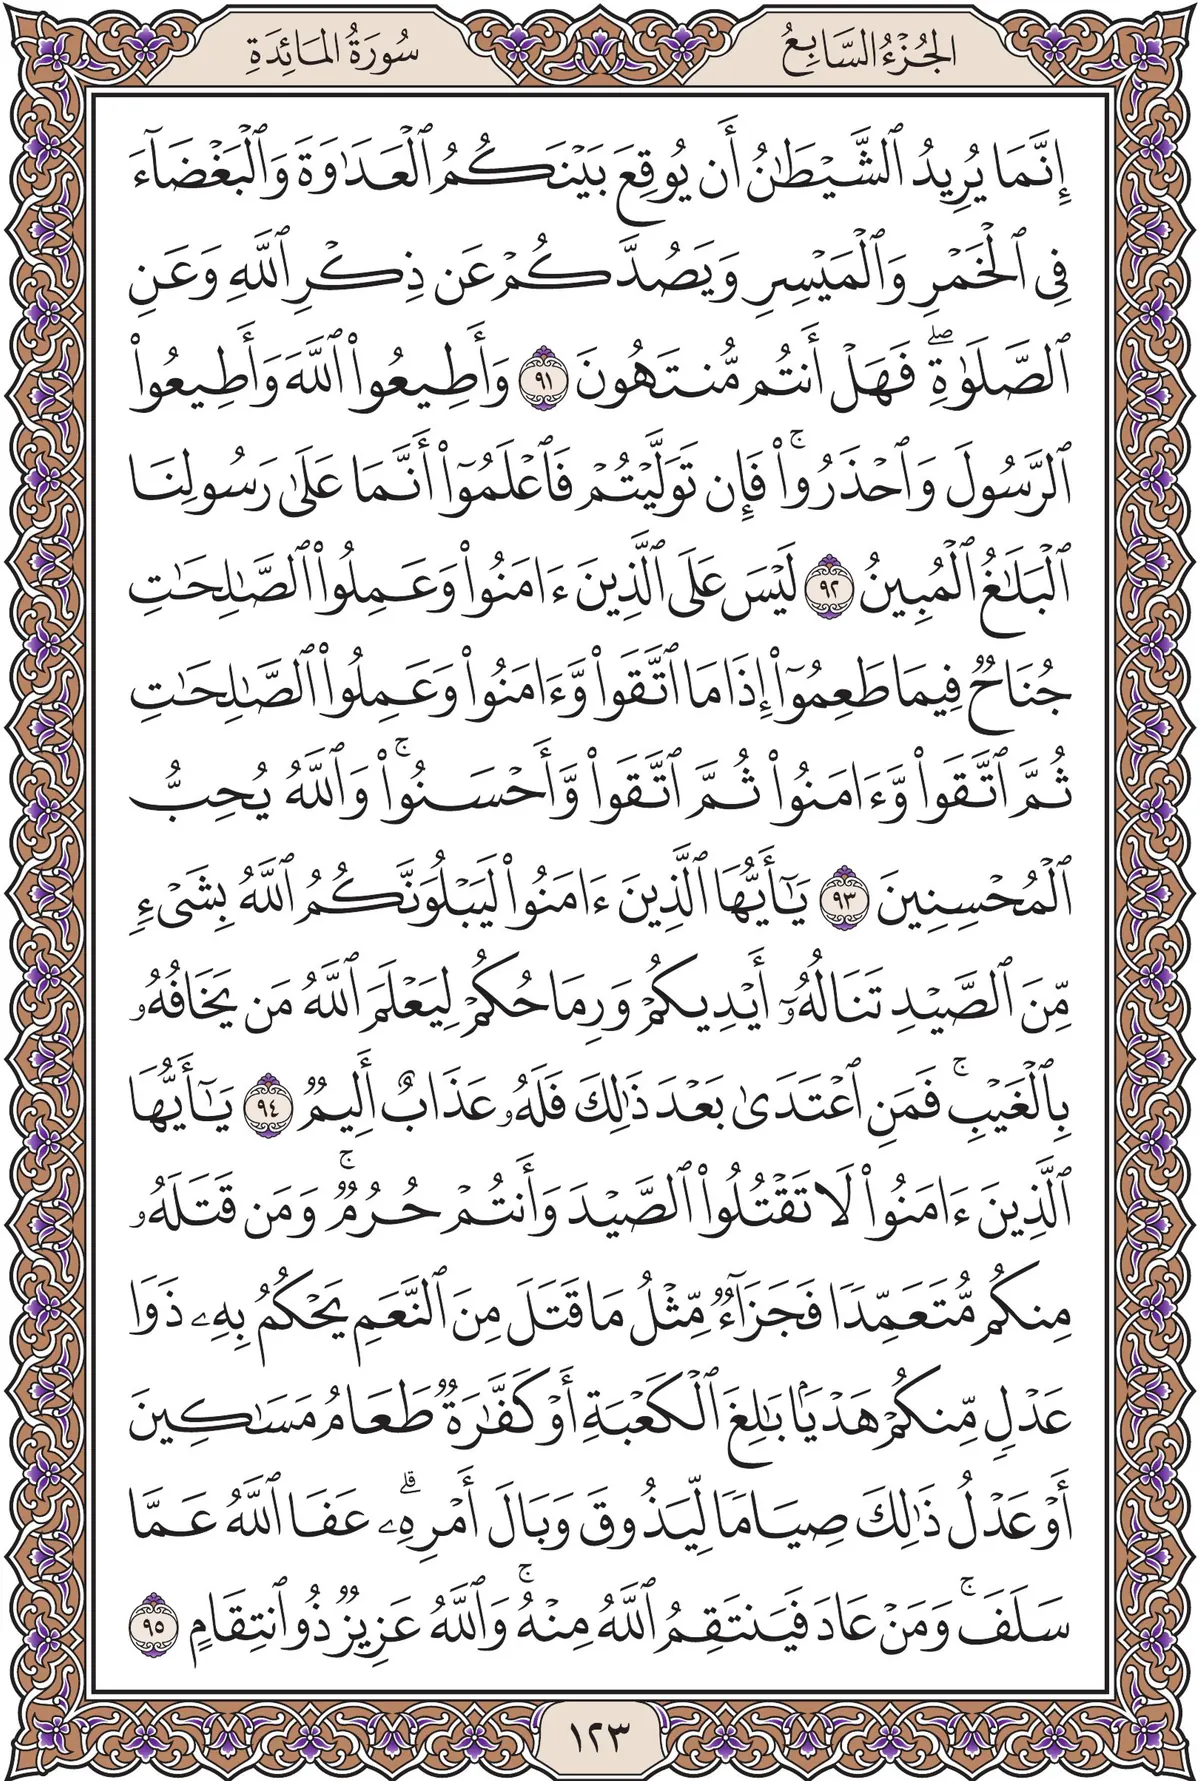 الجُزْءُ السَّابِعُ
سُورَةُ المَائِدَةِ
إِنَّمَا يُرِيدُ ٱلشَّيْطَٰنُ أَن يُوقِعَ بَيْنَكُمُ ٱلْعَدَٰوَةَ وَٱلْبَغْضَآءَ
فِى ٱلْخَمْرِ وَٱلْمَيْسِرِ وَيَصُدَّكُمْ عَن ذِكْرِ ٱللَّهِ وَعَنِ
ٱلصَّلَوٰةِۖ فَهَلْ أَنتُم مُّنتَهُونَ ٩١ وَأَطِيعُوا۟ ٱللَّهَ وَأَطِيعُوا۟
ٱلرَّسُولَ وَٱحْذَرُوا۟ۚ فَإِن تَوَلَّيْتُمْ فَٱعْلَمُوٓا۟ أَنَّمَا عَلَىٰ رَسُولِنَا
ٱلْبَلَٰغُ ٱلْمُبِينُ ٩٢ لَيْسَ عَلَى ٱلَّذِينَ ءَامَنُوا۟ وَعَمِلُوا۟ ٱلصَّٰلِحَٰتِ
جُنَاحٌ فِيمَا طَعِمُوٓا۟ إِذَا مَا ٱتَّقَوا۟ وَّءَامَنُوا۟ وَعَمِلُوا۟ ٱلصَّٰلِحَٰتِ
ثُمَّ ٱتَّقَوا۟ وَّءَامَنُوا۟ ثُمَّ ٱتَّقَوا۟ وَّأَحْسَنُوا۟ۚ وَٱللَّهُ يُحِبُّ
ٱلْمُحْسِنِينَ ٩٣ يَٰٓأَيُّهَا ٱلَّذِينَ ءَامَنُوا۟ لَيَبْلُوَنَّكُمُ ٱللَّهُ بِشَىْءٍ
مِّنَ ٱلصَّيْدِ تَنَالُهُۥٓ أَيْدِيكُمْ وَرِمَاحُكُمْ لِيَعْلَمَ ٱللَّهُ مَن يَخَافُهُۥ
بِٱلْغَيْبِۚ فَمَنِ ٱعْتَدَىٰ بَعْدَ ذَٰلِكَ فَلَهُۥ عَذَابٌ أَلِيمٌ ٩٤ يَٰٓأَيُّهَا
ٱلَّذِينَ ءَامَنُوا۟ لَا تَقْتُلُوا۟ ٱلصَّيْدَ وَأَنتُمْ حُرُمٌۚ وَمَن قَتَلَهُۥ
مِنكُم مُّتَعَمِّدًا فَجَزَآءٌ مِّثْلُ مَا قَتَلَ مِنَ ٱلنَّعَمِ يَحْكُمُ بِهِۦ ذَوَا
عَدْلٍ مِّنكُمْ هَدْيًۢا بَٰلِغَ ٱلْكَعْبَةِ أَوْ كَفَّٰرَةٌ طَعَامُ مَسَٰكِينَ
أَوْ عَدْلُ ذَٰلِكَ صِيَامًا لِّيَذُوقَ وَبَالَ أَمْرِهِۦۗ عَفَا ٱللَّهُ عَمَّا
سَلَفَۚ وَمَنْ عَادَ فَيَنتَقِمُ ٱللَّهُ مِنْهُۚ وَٱللَّهُ عَزِيزٌ ذُو ٱنتِقَامٍ ٩٥
١٢٣